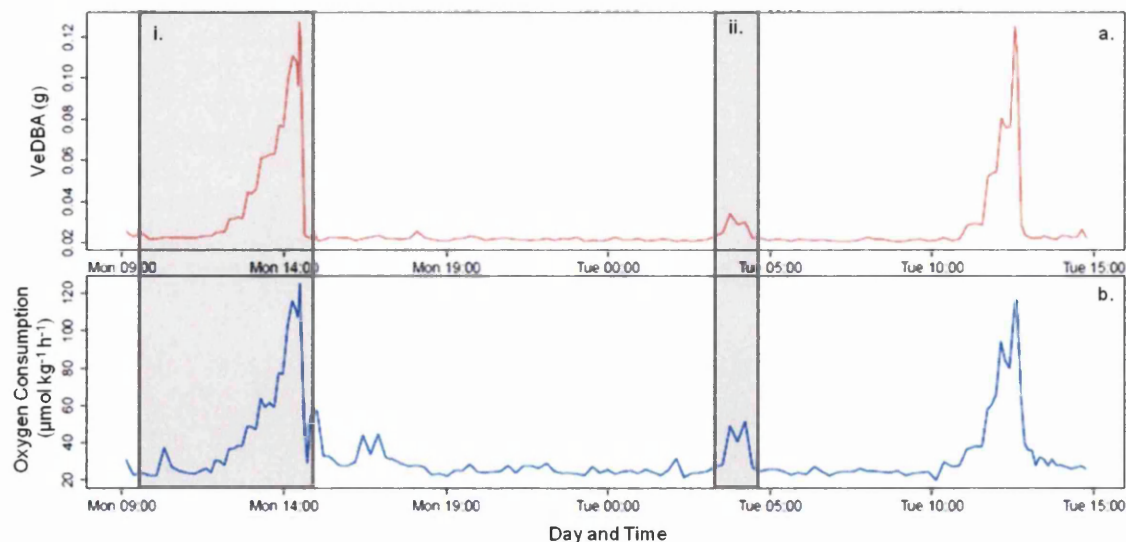 i.
ii.
a.
VeDBA (g)
0.12
0.10
0.08
0.06
0.04
0.02
Mon 09:00 Mon 14:00 Mon 19:00 Tue 00:00 Tue 05:00 Tue 10:00 Tue 15:00
b.
Oxygen Consumption
(µmol kg⁻¹ h⁻¹)
120
100
80
60
40
20
Mon 09:00 Mon 14:00 Mon 19:00 Tue 00:00 Tue 05:00 Tue 10:00 Tue 15:00
Day and Time